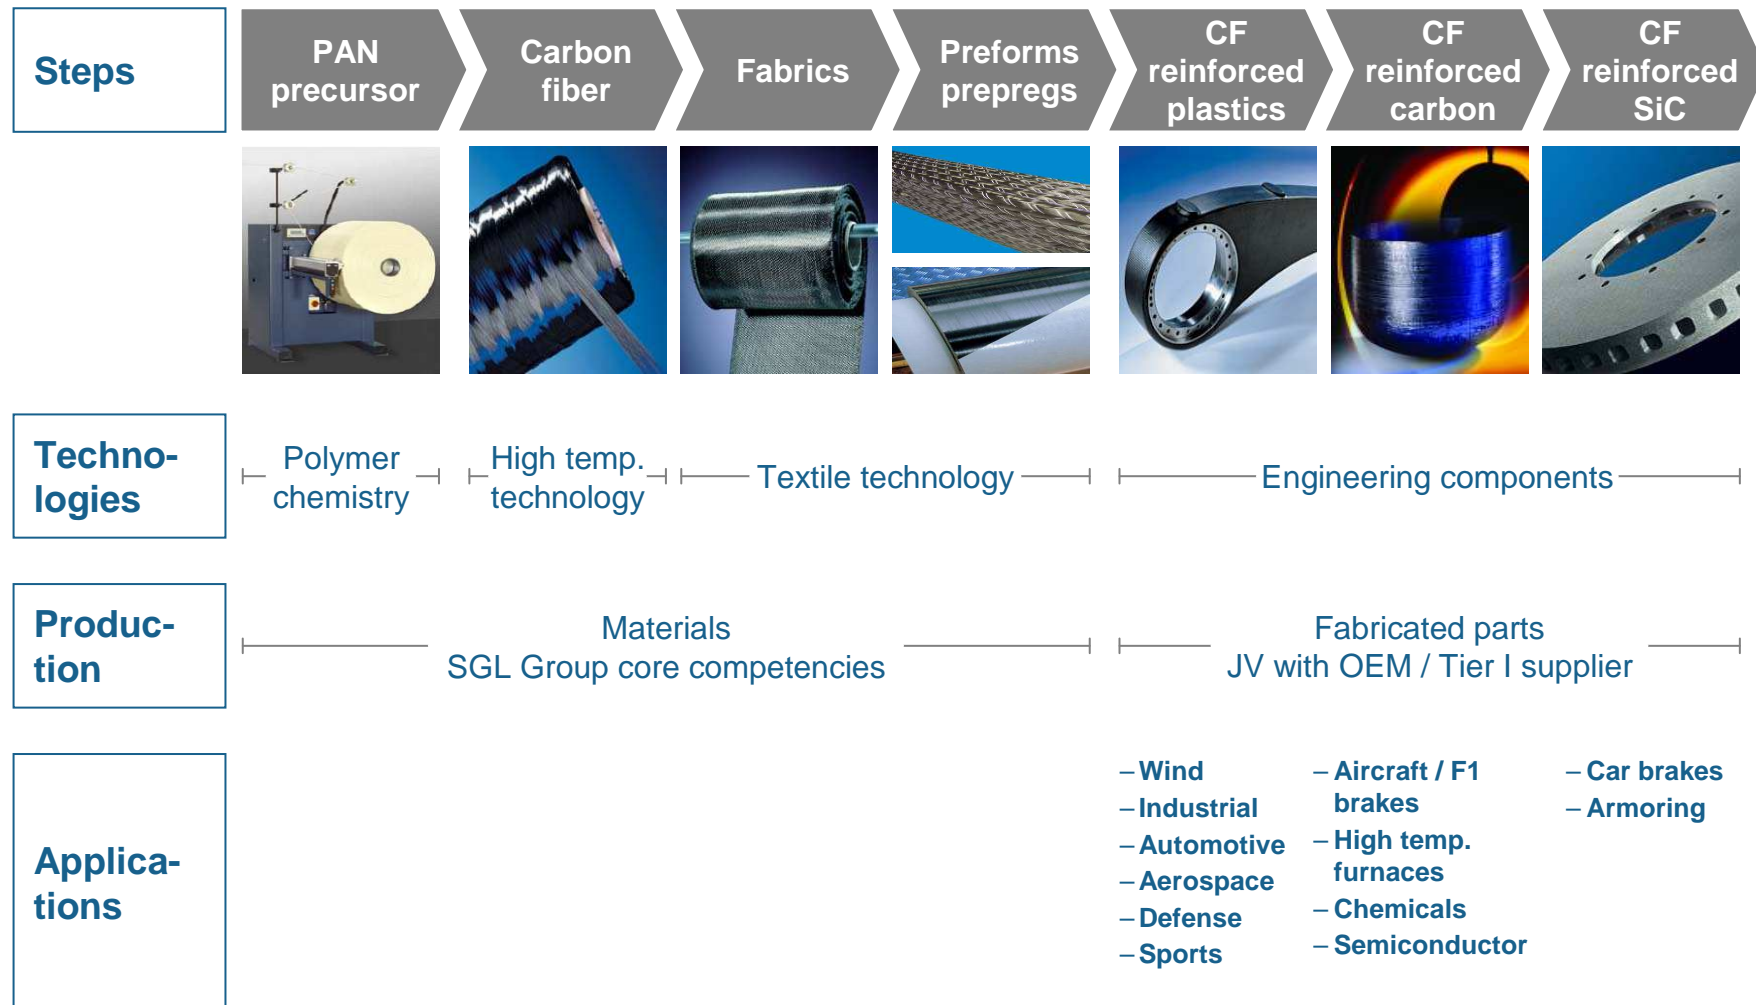 Steps
PAN
precursor
Carbon
fiber
Fabrics
Preforms
prepregs
CF
reinforced
plastics
CF
reinforced
carbon
CF
reinforced
SiC
Techno-
logies
Polymer
chemistry
High temp.
technology
Textile technology
Engineering components
Produc-
tion
Materials
SGL Group core competencies
Fabricated parts
JV with OEM / Tier I supplier
Applica-
tions
– Wind
– Industrial
– Automotive
– Aerospace
– Defense
– Sports
– Aircraft / F1
brakes
– High temp.
furnaces
– Chemicals
– Semiconductor
– Car brakes
– Armoring